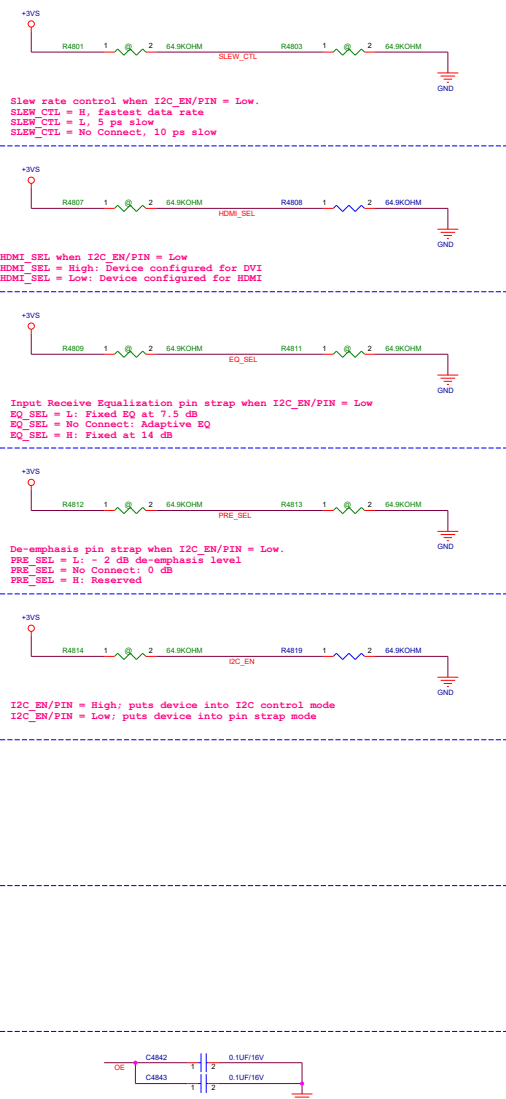 +3VS
R4801 1 @ 2 64.9KOHM R4803 1 @ 2 64.9KOHM
SLEW_CTL
GND
Slew rate control when I2C_EN/PIN = Low.
SLEW_CTL = H, fastest data rate
SLEW_CTL = L, 5 ps slow
SLEW_CTL = No Connect, 10 ps slow
+3VS
R4807 1 @ 2 64.9KOHM R4808 1 2 64.9KOHM
HDMI_SEL
GND
HDMI_SEL when I2C_EN/PIN = Low
HDMI_SEL = High: Device configured for DVI
HDMI_SEL = Low: Device configured for HDMI
+3VS
R4809 1 @ 2 64.9KOHM R4811 1 @ 2 64.9KOHM
EQ_SEL
GND
Input Receive Equalization pin strap when I2C_EN/PIN = Low
EQ_SEL = L: Fixed EQ at 7.5 dB
EQ_SEL = No Connect: Adaptive EQ
EQ_SEL = H: Fixed at 14 dB
+3VS
R4812 1 @ 2 64.9KOHM R4813 1 @ 2 64.9KOHM
PRE_SEL
GND
De-emphasis pin strap when I2C_EN/PIN = Low.
PRE_SEL = L: - 2 dB de-emphasis level
PRE_SEL = No Connect: 0 dB
PRE_SEL = H: Reserved
+3VS
R4814 1 @ 2 64.9KOHM R4819 1 2 64.9KOHM
I2C_EN
GND
I2C_EN/PIN = High; puts device into I2C control mode
I2C_EN/PIN = Low; puts device into pin strap mode
C4842 1 2 0.1UF/16V
OE
C4843 1 2 0.1UF/16V